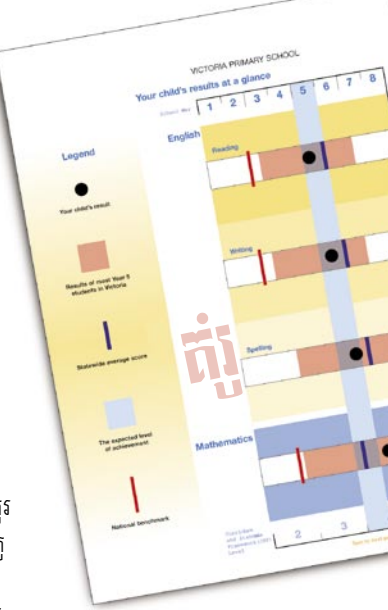 VICTORIA PRIMARY SCHOOL
Your child's results at a glance
1 2 3 4 5 6 7 8
English
Legend
Reading
Your child's result
Results of most Year 5
students in Victoria
Writing
Statewide average score
គំរូ
Spelling
The expected level
of achievement
Mathematics
National benchmark
2 3